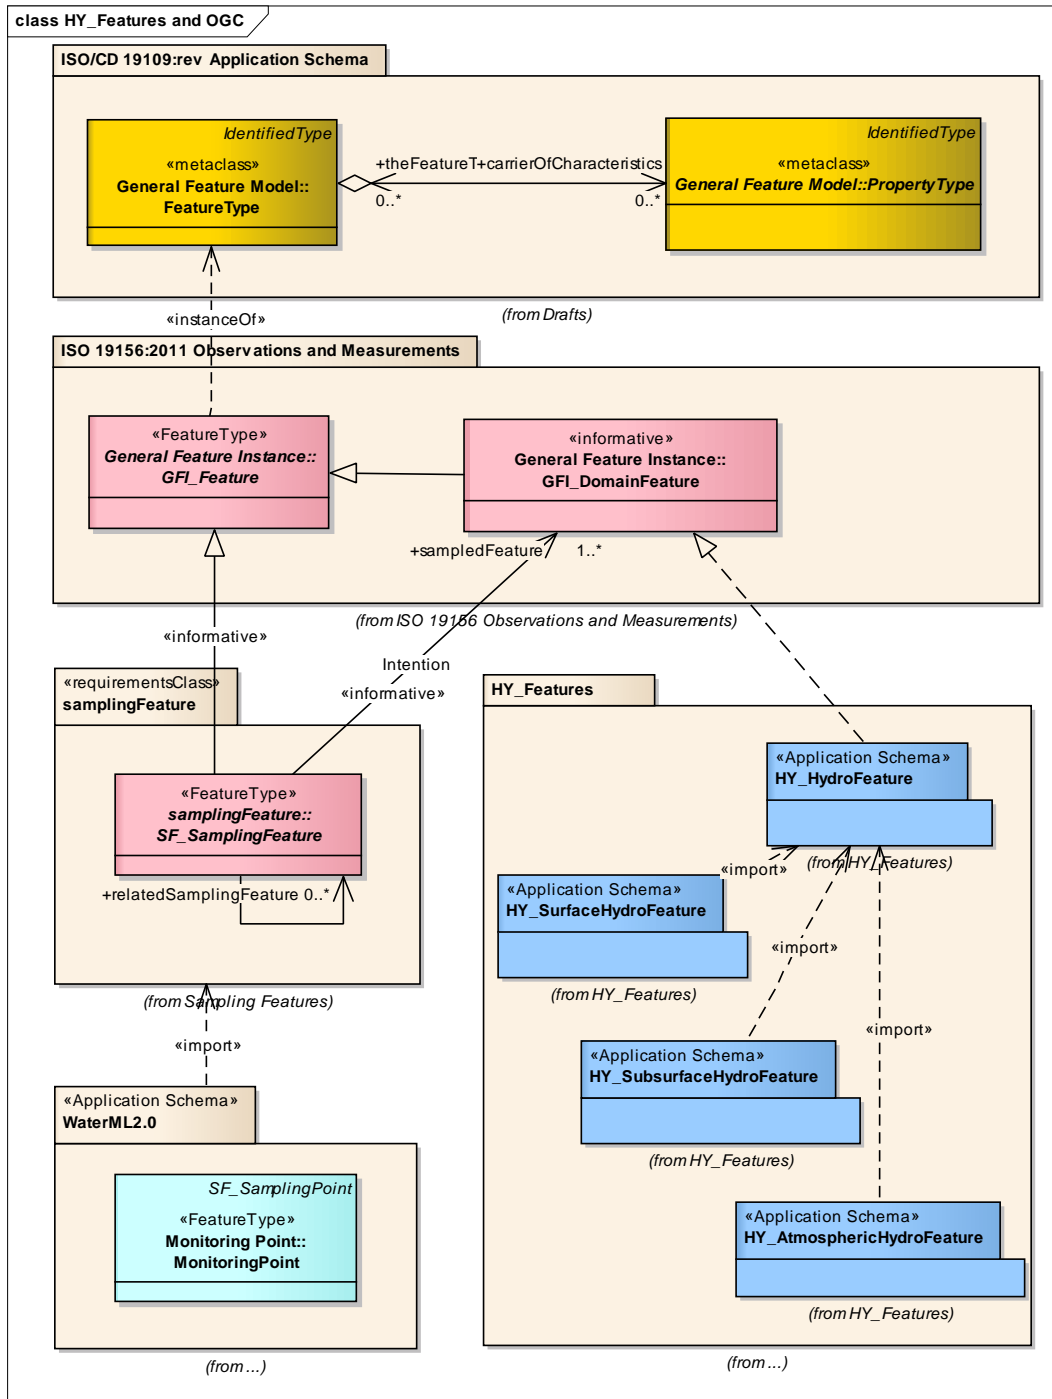 class HY_Features and OGC
ISO/CD 19109:rev Application Schema
IdentifiedType
«metaclass»
General Feature Model::
FeatureType
+theFeatureT+carrierOfCharacteristics
0..*
0..*
IdentifiedType
«metaclass»
General Feature Model::PropertyType
(from Drafts)
«instanceOf»
ISO 19156:2011 Observations and Measurements
«FeatureType»
General Feature Instance::
GFI_Feature
«informative»
General Feature Instance::
GFI_DomainFeature
+sampledFeature
1..*
(from ISO 19156 Observations and Measurements)
«informative»
Intention
«informative»
«requirementsClass»
samplingFeature
«FeatureType»
samplingFeature::
SF_SamplingFeature
+relatedSamplingFeature 0..*
(from Sampling Features)
«import»
«Application Schema»
WaterML2.0
SF_SamplingPoint
«FeatureType»
Monitoring Point::
MonitoringPoint
(from ...)
HY_Features
«Application Schema»
HY_HydroFeature
(from HY_Features)
«import»
«Application Schema»
HY_SurfaceHydroFeature
(from HY_Features)
«import»
«import»
«Application Schema»
HY_SubsurfaceHydroFeature
(from HY_Features)
«Application Schema»
HY_AtmosphericHydroFeature
(from HY_Features)
(from ...)